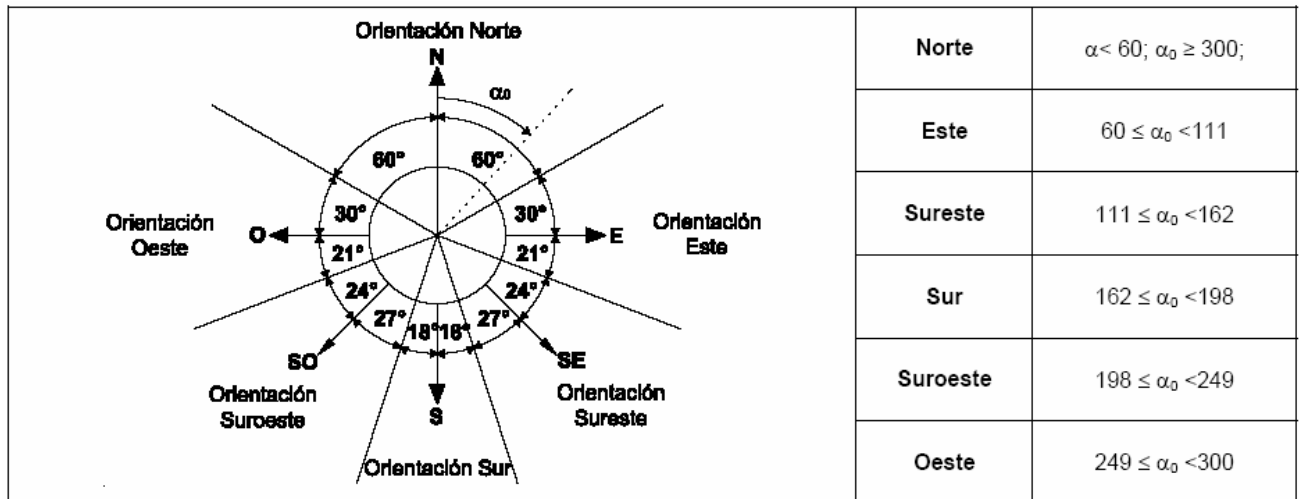 Orientación Norte
N
α₀
60° 60°
30° 30°
Orientación
Oeste
O
E
Orientación
Este
21° 21°
24° 24°
27° 18° 18° 27°
SO
SE
Orientación
Suroeste
S
Orientación
Sureste
Orientación Sur
Norte α< 60; α₀ ≥ 300;
Este 60 ≤ α₀ <111
Sureste 111 ≤ α₀ <162
Sur 162 ≤ α₀ <198
Suroeste 198 ≤ α₀ <249
Oeste 249 ≤ α₀ <300